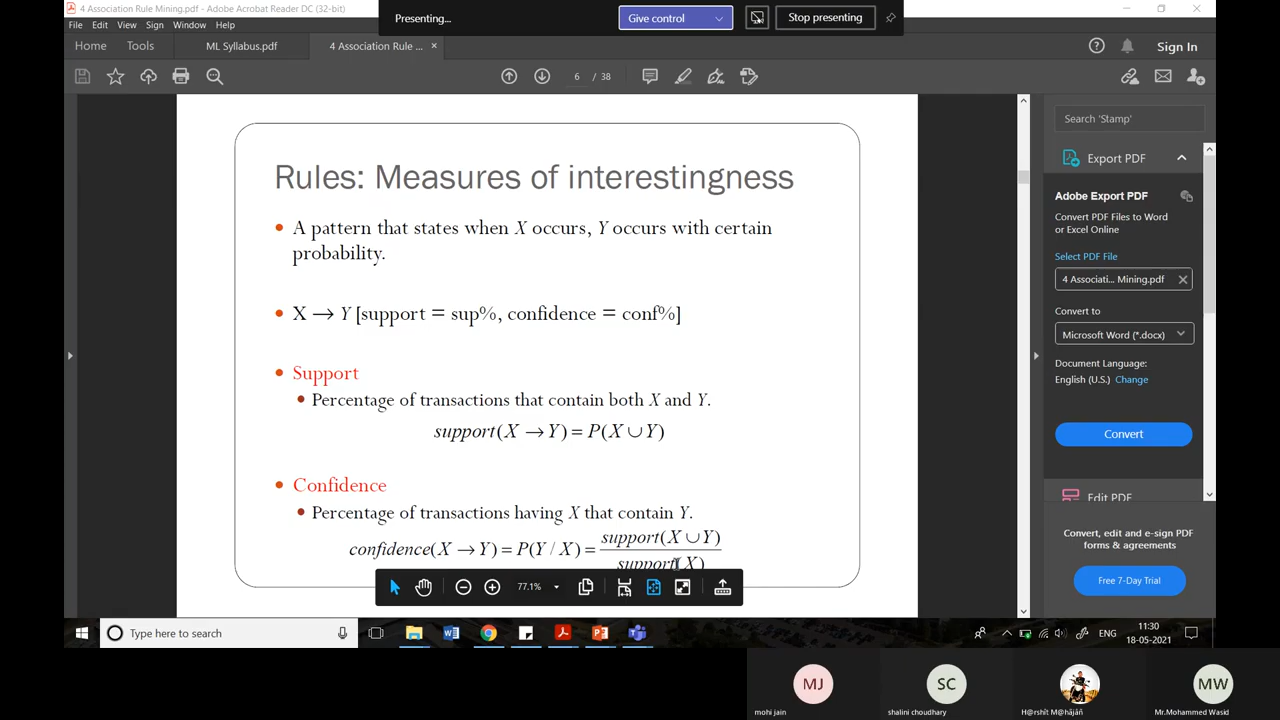 4 Association Rule Mining.pdf - Adobe Acrobat Reader DC (32-bit)
Presenting...
Give control
Stop presenting
File Edit View Sign Window Help
Home Tools ML Syllabus.pdf 4 Association Rule ... × Sign In
6 / 38
Search 'Stamp'
Rules: Measures of interestingness
A pattern that states when X occurs, Y occurs with certain
probability.
X → Y [support = sup%, confidence = conf%]
Support
Percentage of transactions that contain both X and Y.
support(X → Y) = P(X ∪ Y)
Confidence
Percentage of transactions having X that contain Y.
confidence(X → Y) = P(Y / X) = support(X ∪ Y)
support(X)
77.1%
Export PDF
Adobe Export PDF
Convert PDF Files to Word
or Excel Online
Select PDF File
4 Associati... Mining.pdf
Convert to
Microsoft Word (*.docx)
Document Language:
English (U.S.) Change
Convert
Edit PDF
Convert, edit and e-sign PDF
forms & agreements
Free 7-Day Trial
Type here to search
ENG
11:30
18-05-2021
MJ SC MW
mohi jain
shalini choudhary
H@rshit M@hãjâñ
Mr.Mohammed Wasid